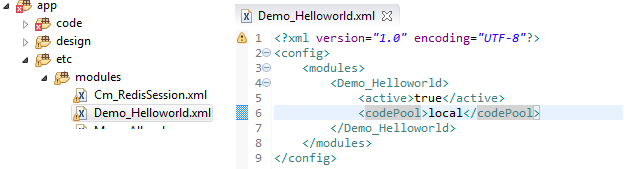 app
code
design
etc
modules
Cm_RedisSession.xml
Demo_Helloworld.xml
Demo_Helloworld.xml
1 <?xml version="1.0" encoding="UTF-8"?>
2 <config>
3 <modules>
4 <Demo_Helloworld>
5 <active>true</active>
6 <codePool>local</codePool>
7 </Demo_Helloworld>
8 </modules>
9 </config>